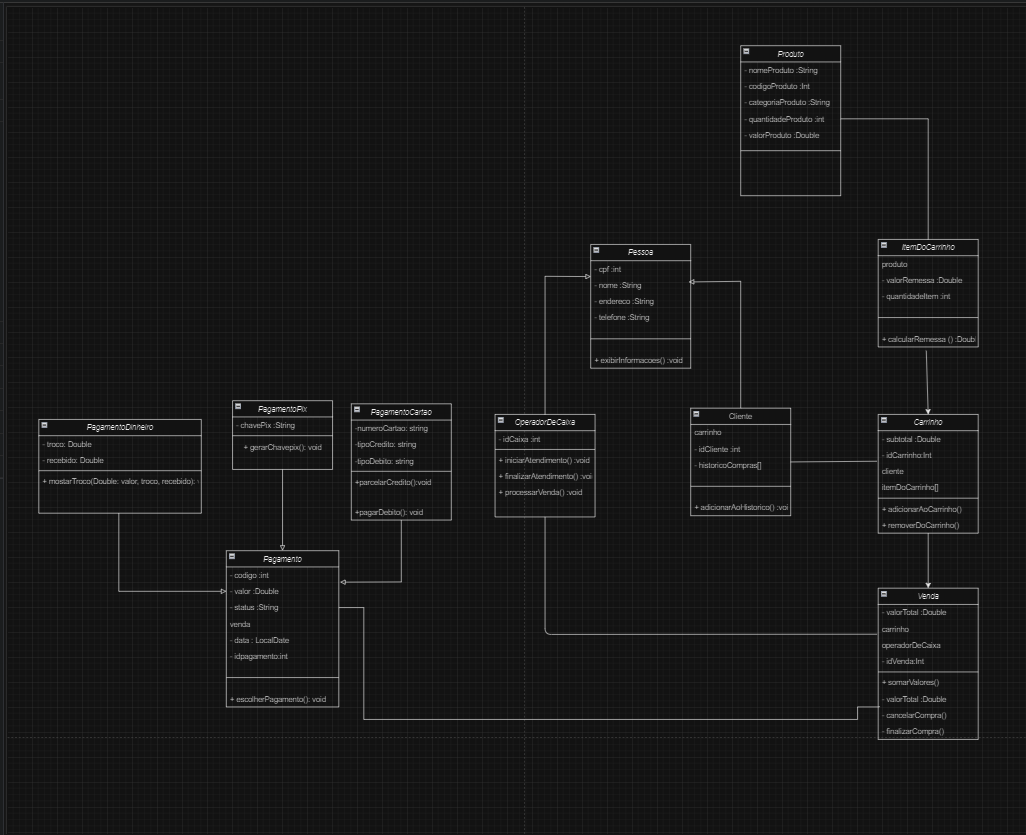 Produto
- nomeProduto :String
- codigoProduto :Int
- categoriaProduto :String
- quantidadeProduto :int
- valorProduto :Double
ItemDoCarrinho
produto
- valorRemessa :Double
- quantidadeItem :int
+ calcularRemessa () :Doub
Pessoa
- cpf :int
- nome :String
- endereco :String
- telefone :String
+ exibirInformacoes() :void
PagamentoDinheiro
- troco: Double
- recebido: Double
+ mostarTroco(Double: valor, troco, recebido):
PagamentoPix
- chavePix :String
+ gerarChavepix(): void
PagamentoCartao
-numeroCartao: string
-tipoCredito: string
-tipoDebito: string
+parcelarCredito():void
+pagarDebito(): void
OperadorDeCaixa
- idCaixa :int
+ iniciarAtendimento() :void
+ finalizarAtendimento() :voi
+ processarVenda() :void
Cliente
carrinho
- idCliente :int
- historicoCompras[]
+ adicionarAoHistorico() :voi
Carrinho
- subtotal :Double
- idCarrinho:Int
cliente
itemDoCarrinho[]
+ adicionarAoCarrinho()
+ removerDoCarrinho()
Pagamento
- codigo :int
- valor :Double
- status :String
venda
- data : LocalDate
- idpagamento:int
+ escolherPagamento(): void
Venda
- valorTotal :Double
carrinho
operadorDeCaixa
- idVenda:Int
+ somarValores()
- valorTotal :Double
- cancelarCompra()
- finalizarCompra()